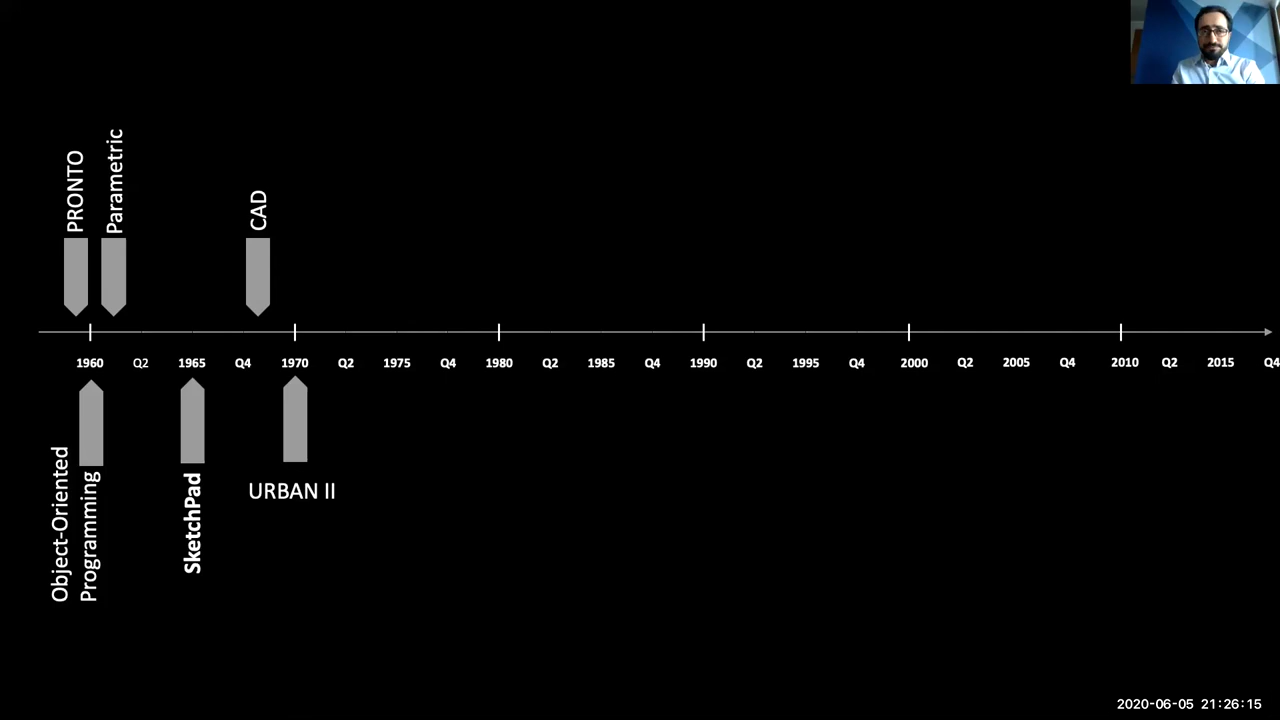 PRONTO
Parametric
CAD
1960 Q2 1965 Q4 1970 Q2 1975 Q4 1980 Q2 1985 Q4 1990 Q2 1995 Q4 2000 Q2 2005 Q4 2010 Q2 2015 Q4
Object-Oriented
Programming
SketchPad
URBAN II
2020-06-05 21:26:15